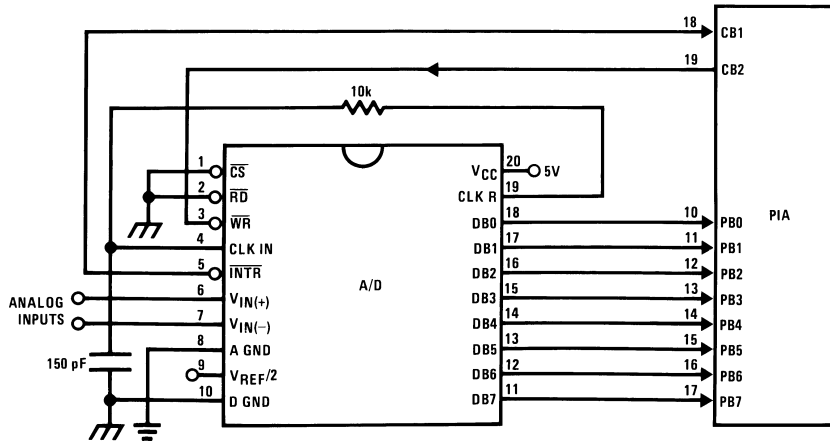 18 CB1
19 CB2
10k
1 CS
2 RD
3 WR
4 CLK IN
5 INTR
6 VIN(+)
7 VIN(–)
8 A GND
9 VREF/2
10 D GND
ANALOG
INPUTS
150 pF
A/D
VCC 20 5V
CLK R 19
DB0 18
DB1 17
DB2 16
DB3 15
DB4 14
DB5 13
DB6 12
DB7 11
10 PB0
11 PB1
12 PB2
13 PB3
14 PB4
15 PB5
16 PB6
17 PB7
PIA